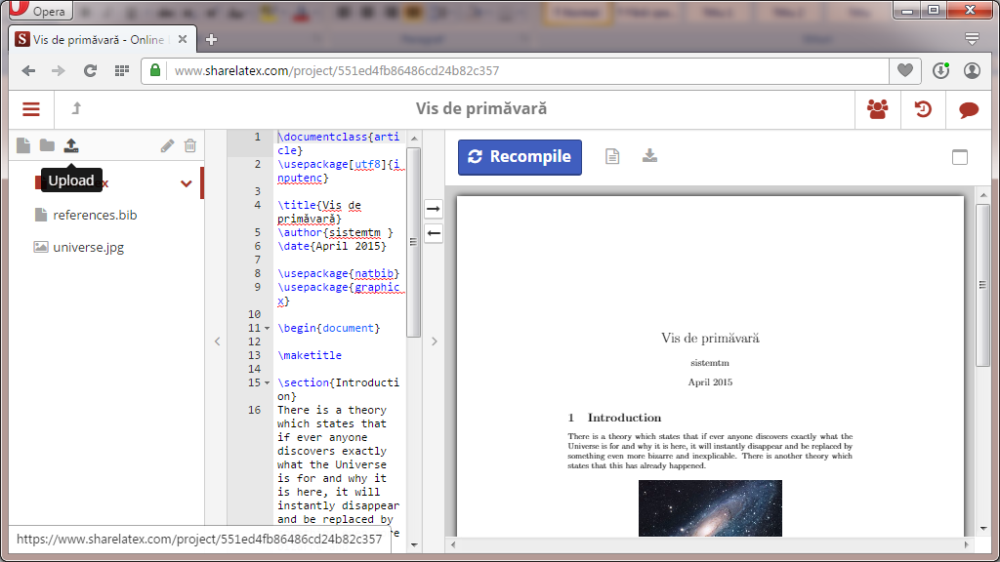 Opera
Vis de primăvară - Online
www.sharelatex.com/project/551ed4fb86486cd24b82c357
Vis de primăvară
Upload
x
references.bib
universe.jpg
1 \documentclass{arti
cle}
2 \usepackage[utf8]{i
nputenc}
3
4 \title{Vis de
primăvară}
5 \author{sistemtm }
6 \date{April 2015}
7
8 \usepackage{natbib}
9 \usepackage{graphic
x}
10
11 \begin{document}
12
13 \maketitle
14
15 \section{Introducti
on}
16 There is a theory
which states that
if ever anyone
discovers exactly
what the Universe
is for and why it
is here, it will
instantly disappear
and be replaced by
re
Recompile
Vis de primăvară
sistemtm
April 2015
1 Introduction
There is a theory which states that if ever anyone discovers exactly what the
Universe is for and why it is here, it will instantly disappear and be replaced by
something even more bizarre and inexplicable. There is another theory which
states that this has already happened.
https://www.sharelatex.com/project/551ed4fb86486cd24b82c357